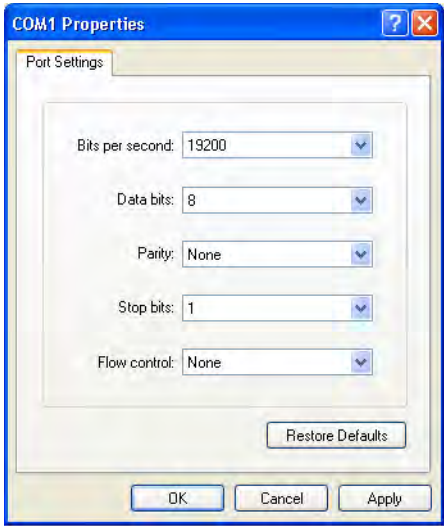 COM1 Properties
Port Settings
Bits per second: 19200
Data bits: 8
Parity: None
Stop bits: 1
Flow control: None
Restore Defaults
OK Cancel Apply